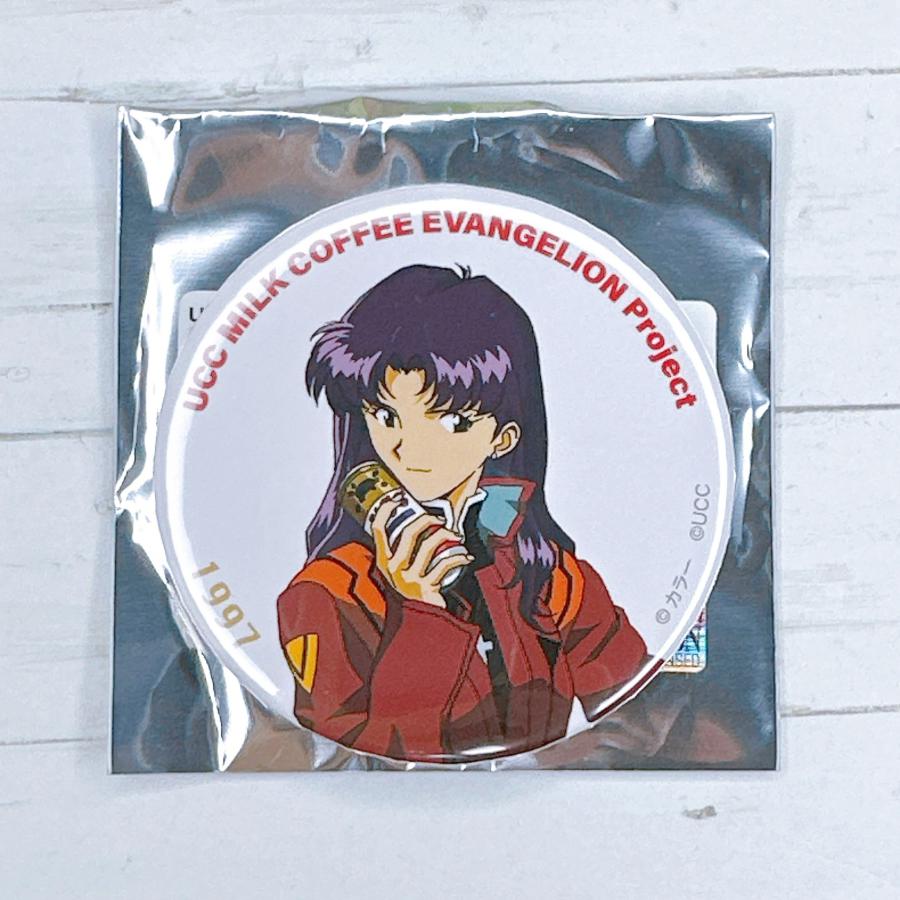 UCC MILK COFFEE EVANGELION Project
1997
©カラー ©UCC